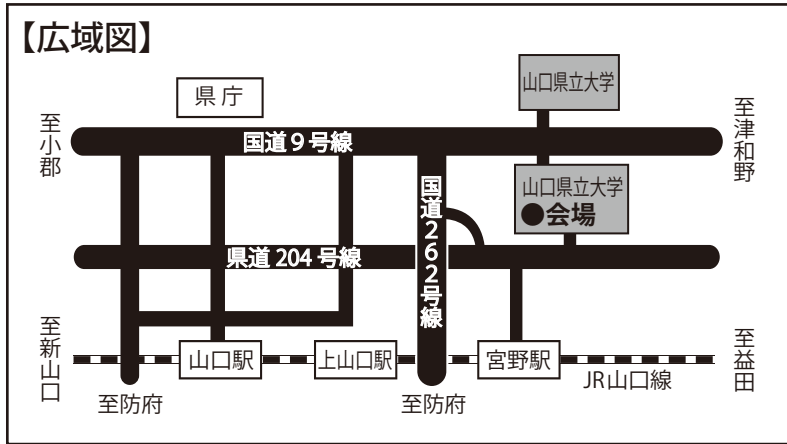 【広域図】
県庁
山口県立大学
至小郡
国道9号線
至津和野
山口県立大学
●会場
国道262号線
県道204号線
至新山口
山口駅
上山口駅
宮野駅
JR山口線
至益田
至防府
至防府